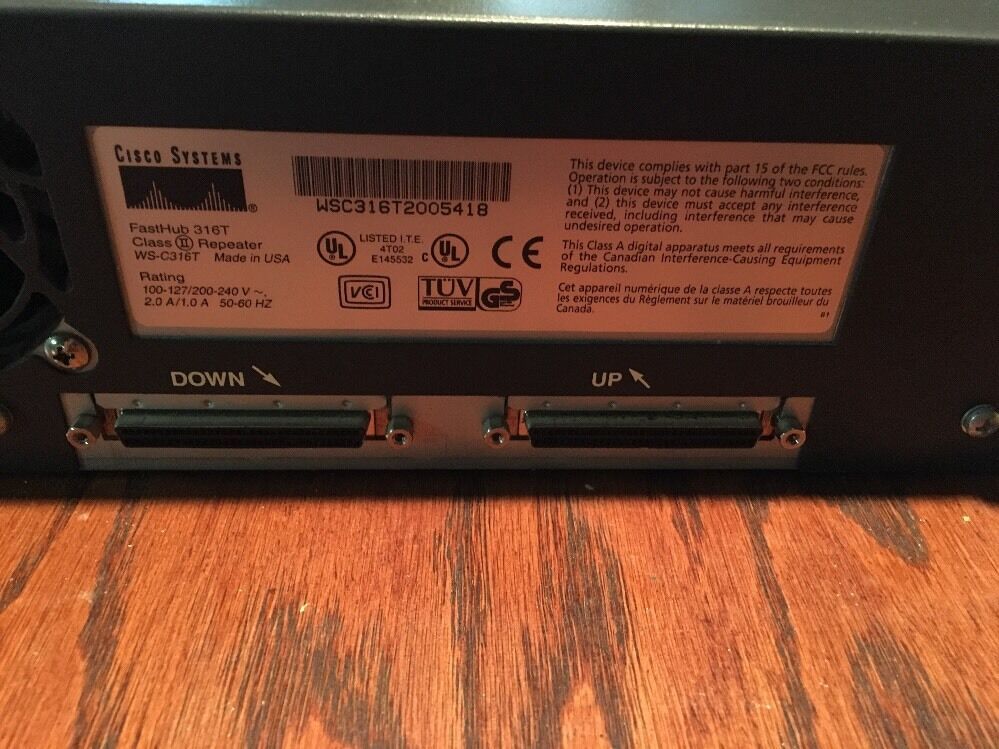 CISCO SYSTEMS
®
FastHub 316T
Class II Repeater
WS-C316T Made in USA
Rating
100-127/200-240 V ~,
2.0 A/1.0 A 50-60 HZ
WSC316T2005418
UL
LISTED I.T.E.
4T02
E145532
c UL
CE
VCI
TÜV
PRODUCT SERVICE
GS
This device complies with part 15 of the FCC rules.
Operation is subject to the following two conditions:
(1) This device may not cause harmful interference,
and (2) this device must accept any interference
received, including interference that may cause
undesired operation.
This Class A digital apparatus meets all requirements
of the Canadian Interference-Causing Equipment
Regulations.
Cet appareil numérique de la classe A respecte toutes
les exigences du Règlement sur le matériel brouilleur du
Canada.
DOWN
UP